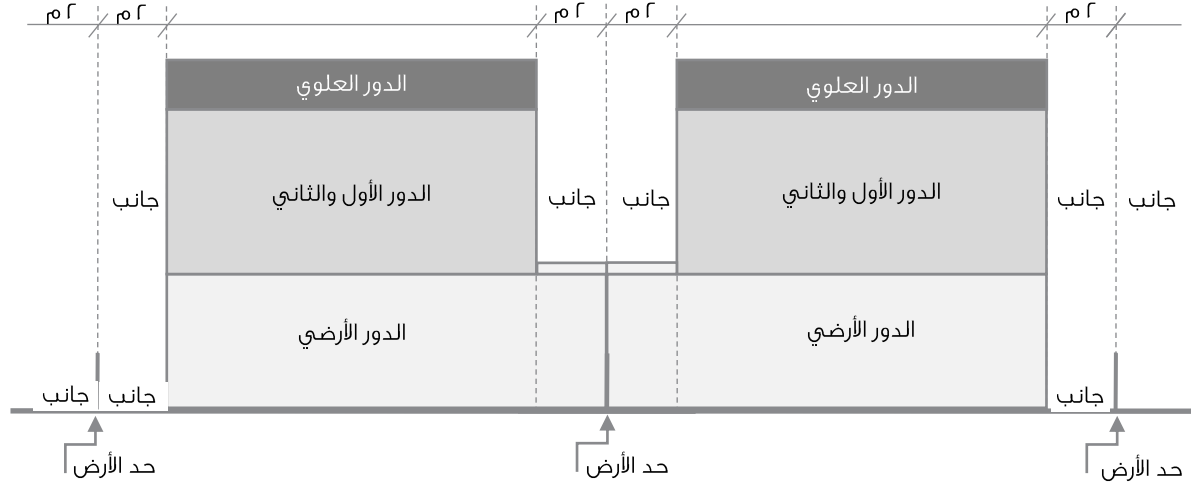 ٢ م
٢ م
٢ م
٢ م
٢ م
الدور العلوي
الدور العلوي
الدور الأول والثاني
الدور الأول والثاني
جانب
جانب
جانب
جانب
جانب
الدور الأرضي
الدور الأرضي
جانب
جانب
جانب
حد الأرض
حد الأرض
حد الأرض